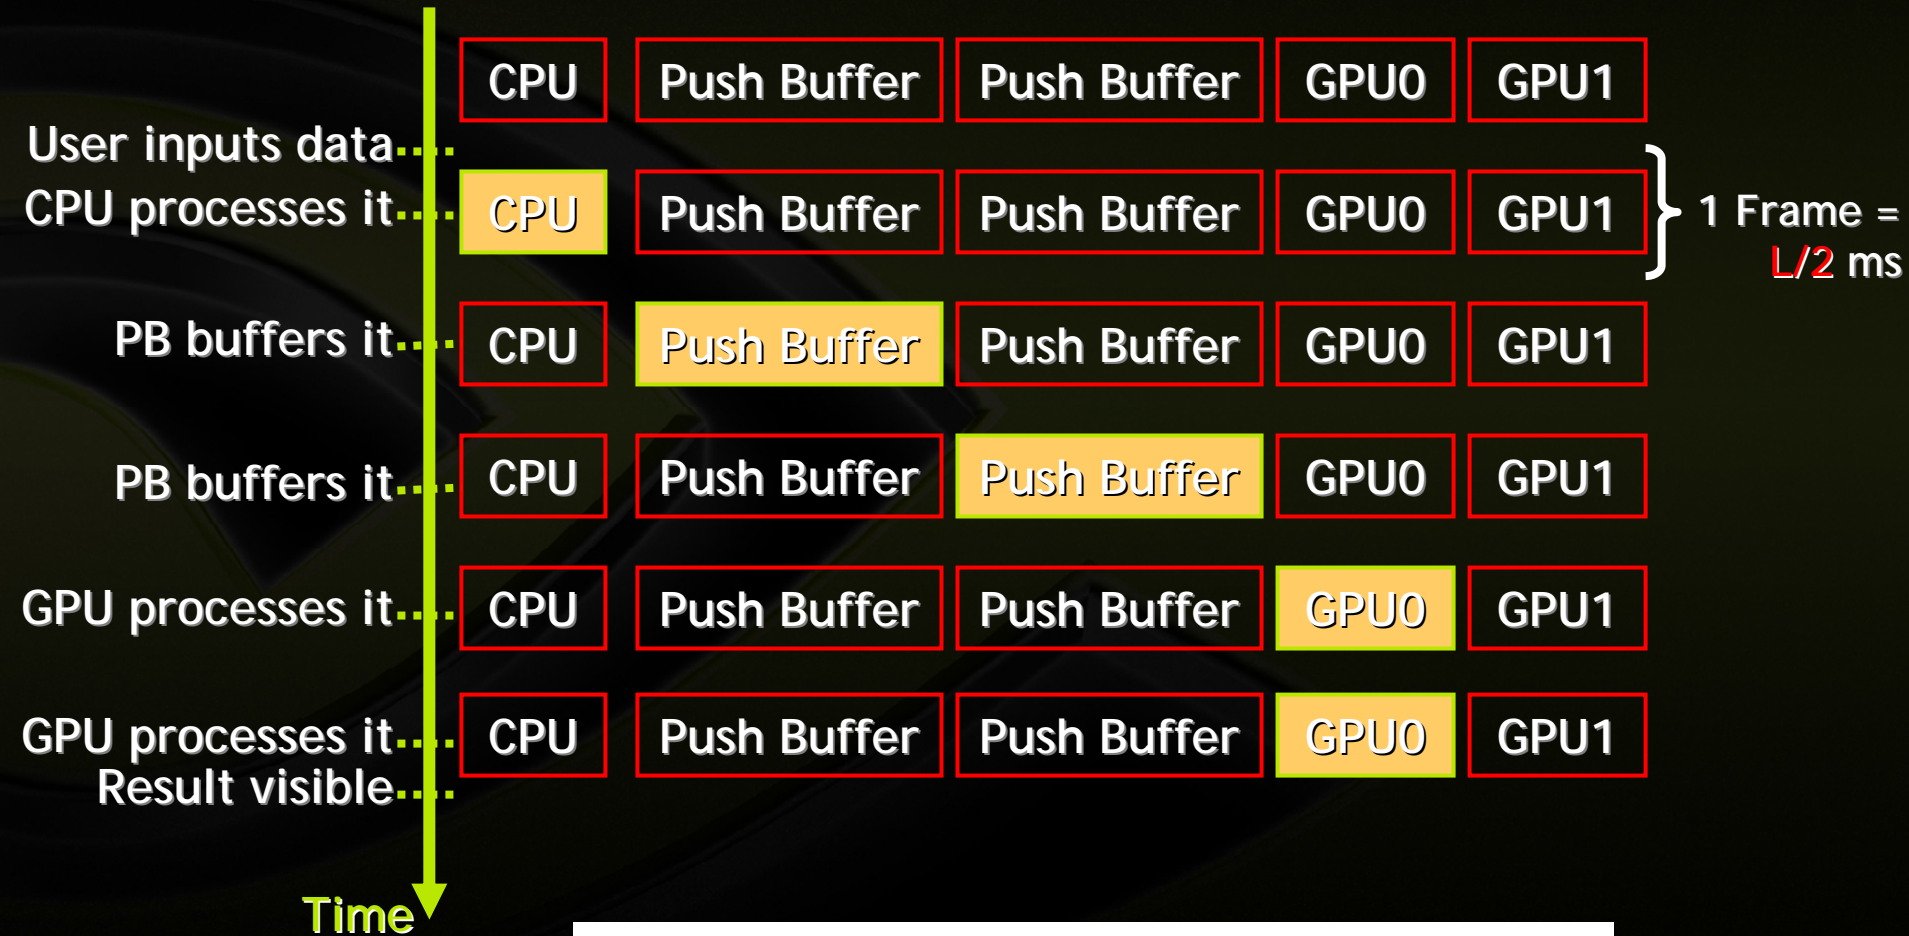 CPU Push Buffer Push Buffer GPU0 GPU1
User inputs data
CPU processes it CPU Push Buffer Push Buffer GPU0 GPU1 1 Frame =
L/2 ms
PB buffers it CPU Push Buffer Push Buffer GPU0 GPU1
PB buffers it CPU Push Buffer Push Buffer GPU0 GPU1
GPU processes it CPU Push Buffer Push Buffer GPU0 GPU1
GPU processes it CPU Push Buffer Push Buffer GPU0 GPU1
Result visible
Time